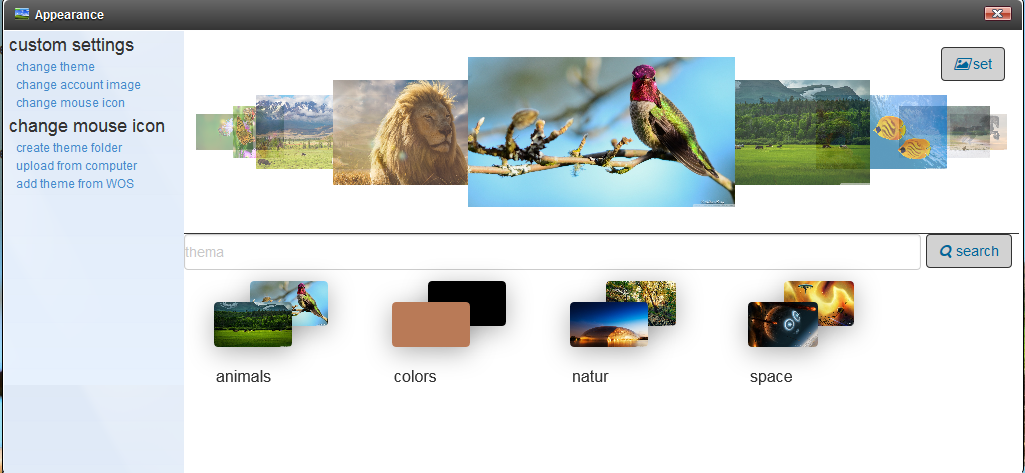 Appearance
custom settings
change theme
change account image
change mouse icon
change mouse icon
create theme folder
upload from computer
add theme from WOS
set
thema
search
animals
colors
natur
space